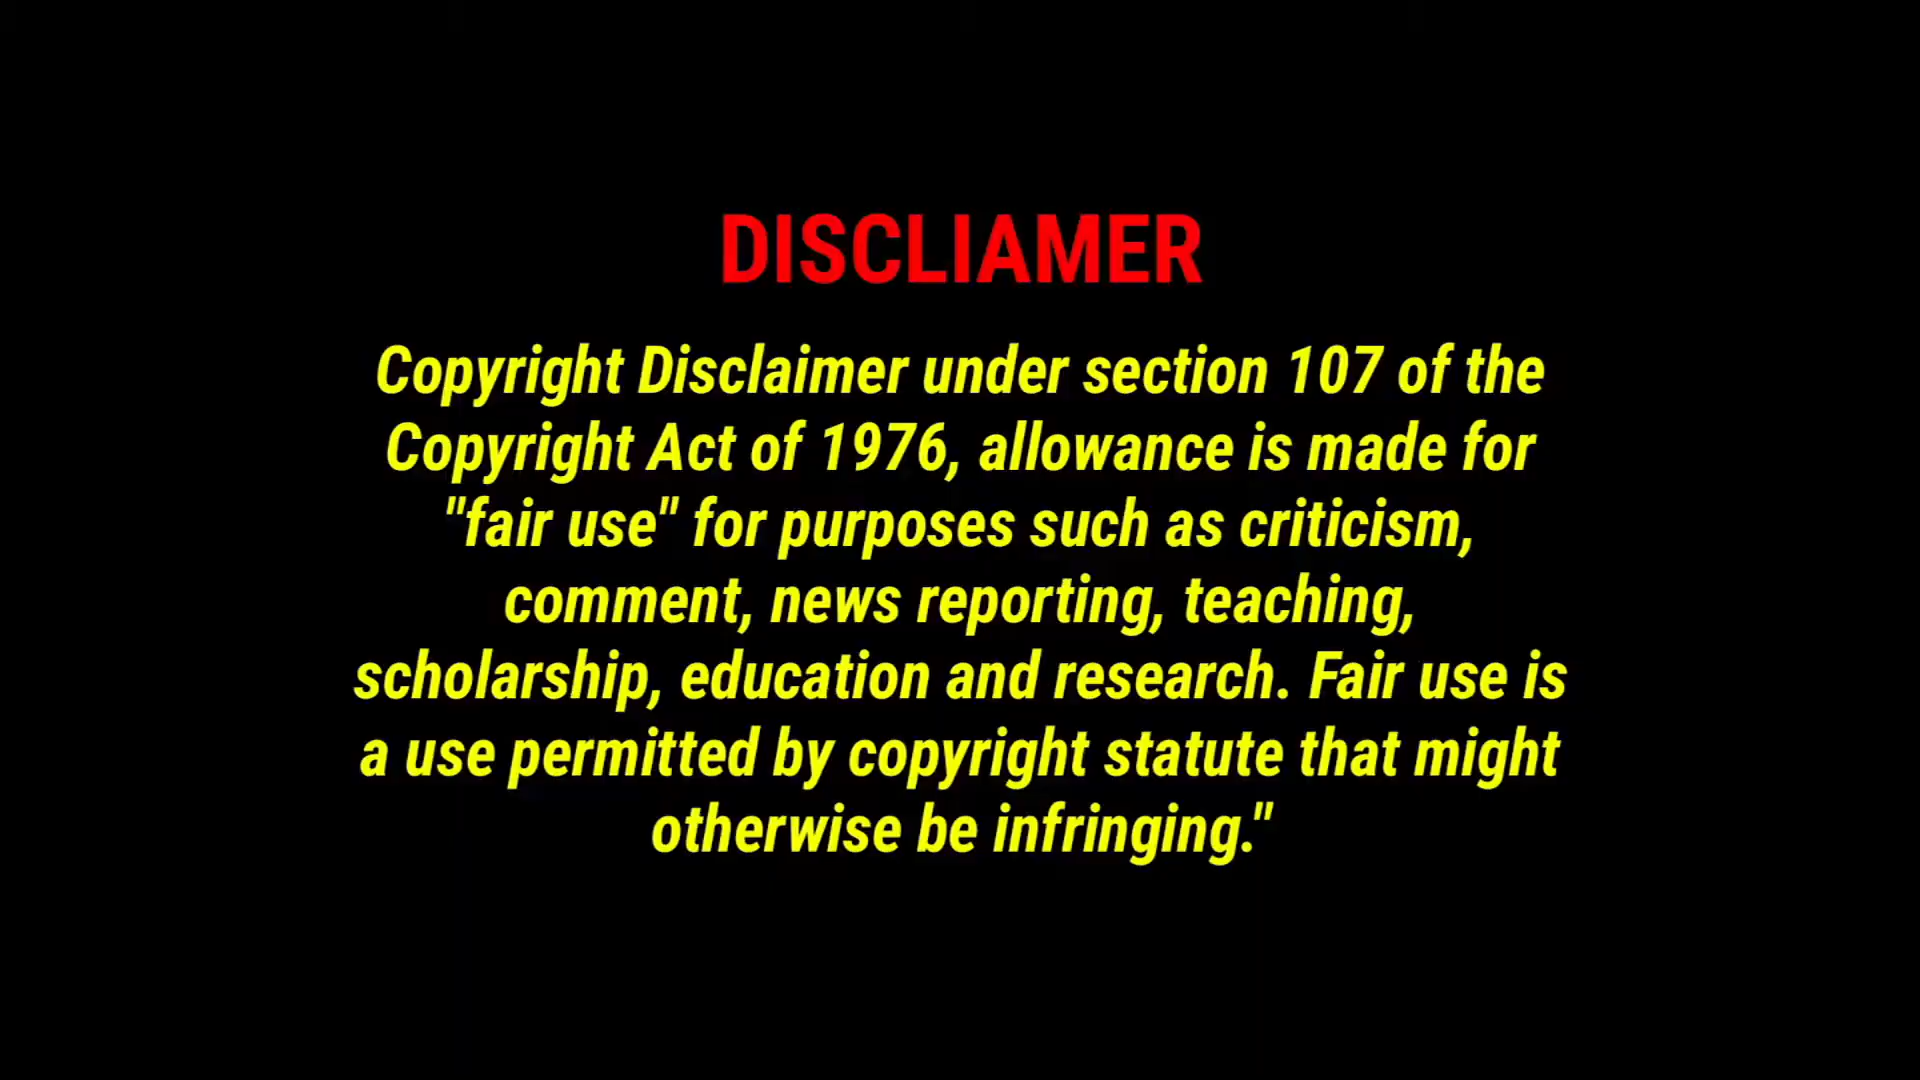 DISCLIAMER
Copyright Disclaimer under section 107 of the
Copyright Act of 1976, allowance is made for
"fair use" for purposes such as criticism,
comment, news reporting, teaching,
scholarship, education and research. Fair use is
a use permitted by copyright statute that might
otherwise be infringing."